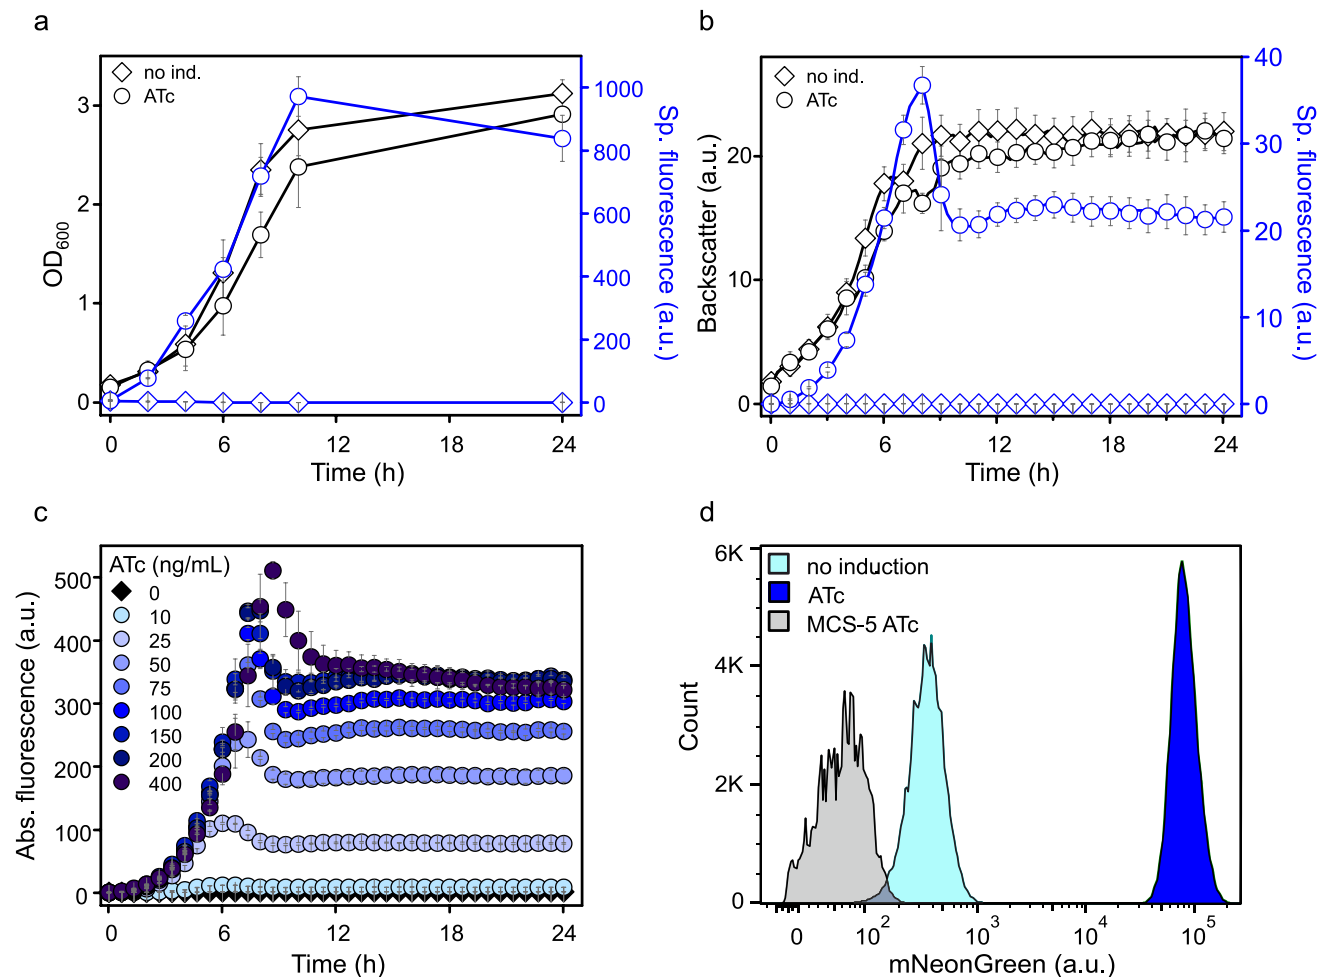 a
no ind.
ATc
OD600
3
2
1
0
1000
800
600
400
200
0
Sp. fluorescence (a.u.)
0 6 12 18 24
Time (h)
b
no ind.
ATc
Backscatter (a.u.)
20
10
0
40
30
20
10
0
Sp. fluorescence (a.u.)
0 6 12 18 24
Time (h)
c
ATc (ng/mL)
0
10
25
50
75
100
150
200
400
Abs. fluorescence (a.u.)
500
400
300
200
100
0
0 6 12 18 24
Time (h)
d
no induction
ATc
MCS-5 ATc
Count
6K
4K
2K
0
0 10^2 10^3 10^4 10^5
mNeonGreen (a.u.)